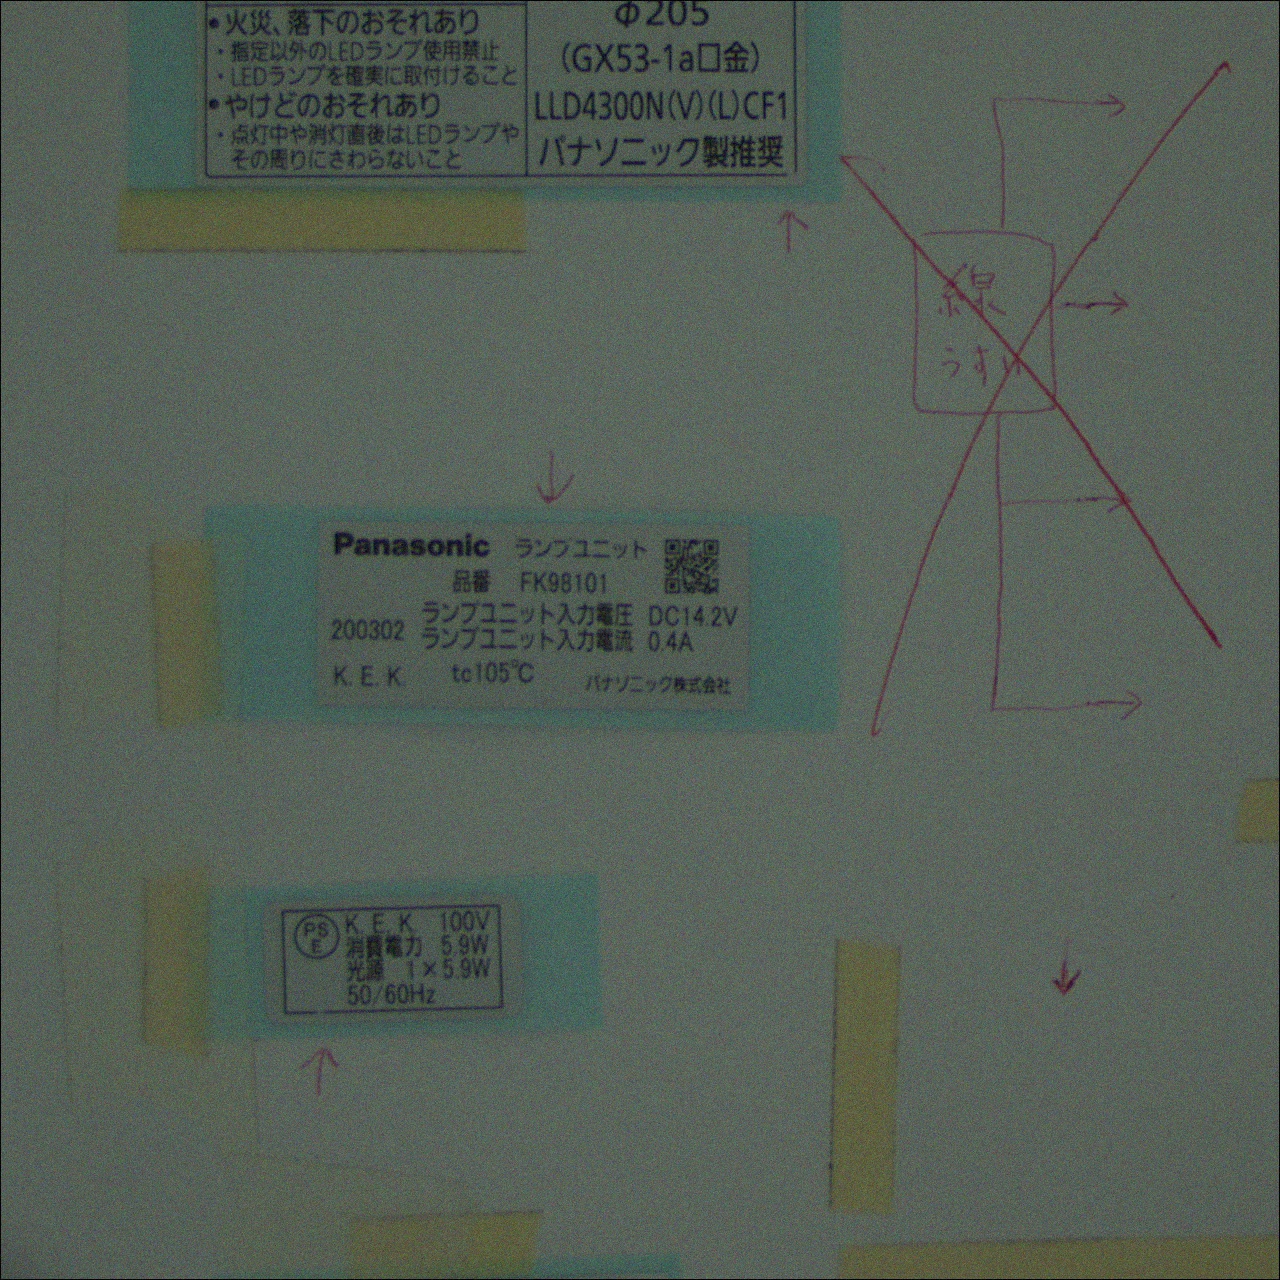 •火災、落下のおそれあり
・指定以外のLEDランプ使用禁止
・LEDランプを確実に取付けること
•やけどのおそれあり
・点灯中や消灯直後はLEDランプや
その周りにさわらないこと
Φ205
(GX53-1a口金)
LLD4300N(V)(L)CF1
パナソニック製推奨
線
うすい
Panasonic ランプユニット
品番 FK98101
ランプユニット入力電圧 DC14.2V
200302 ランプユニット入力電流 0.4A
K.E.K tc105℃ パナソニック株式会社
PS
E
K.E.K 100V
消費電力 5.9W
光源 1×5.9W
50/60Hz